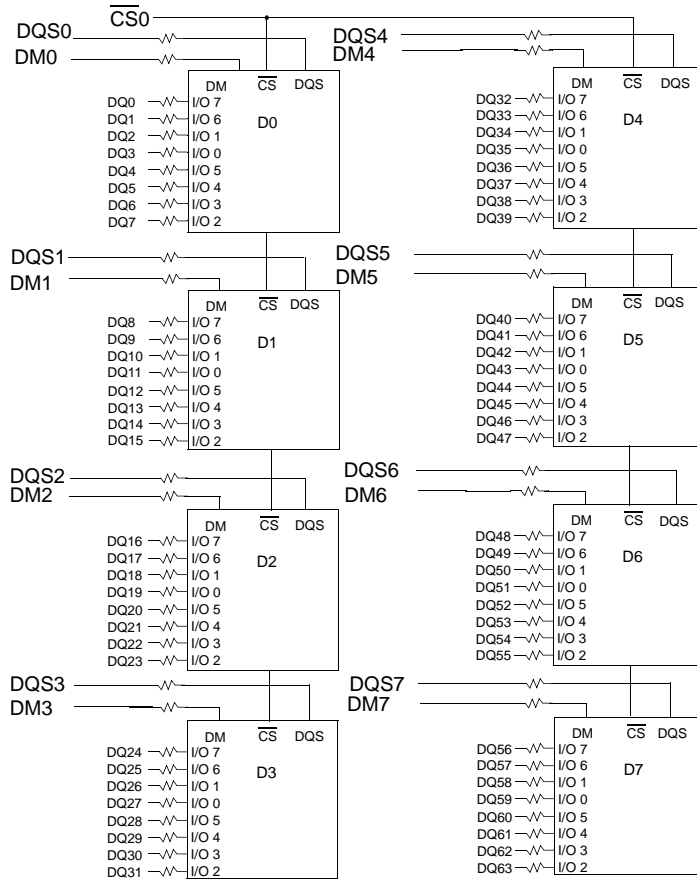 CS0
DQS0
DM0
DM CS DQS
D0
DQ0 I/O 7
DQ1 I/O 6
DQ2 I/O 1
DQ3 I/O 0
DQ4 I/O 5
DQ5 I/O 4
DQ6 I/O 3
DQ7 I/O 2
DQS1
DM1
DM CS DQS
D1
DQ8 I/O 7
DQ9 I/O 6
DQ10 I/O 1
DQ11 I/O 0
DQ12 I/O 5
DQ13 I/O 4
DQ14 I/O 3
DQ15 I/O 2
DQS2
DM2
DM CS DQS
D2
DQ16 I/O 7
DQ17 I/O 6
DQ18 I/O 1
DQ19 I/O 0
DQ20 I/O 5
DQ21 I/O 4
DQ22 I/O 3
DQ23 I/O 2
DQS3
DM3
DM CS DQS
D3
DQ24 I/O 7
DQ25 I/O 6
DQ26 I/O 1
DQ27 I/O 0
DQ28 I/O 5
DQ29 I/O 4
DQ30 I/O 3
DQ31 I/O 2
DQS4
DM4
DM CS DQS
D4
DQ32 I/O 7
DQ33 I/O 6
DQ34 I/O 1
DQ35 I/O 0
DQ36 I/O 5
DQ37 I/O 4
DQ38 I/O 3
DQ39 I/O 2
DQS5
DM5
DM CS DQS
D5
DQ40 I/O 7
DQ41 I/O 6
DQ42 I/O 1
DQ43 I/O 0
DQ44 I/O 5
DQ45 I/O 4
DQ46 I/O 3
DQ47 I/O 2
DQS6
DM6
DM CS DQS
D6
DQ48 I/O 7
DQ49 I/O 6
DQ50 I/O 1
DQ51 I/O 0
DQ52 I/O 5
DQ53 I/O 4
DQ54 I/O 3
DQ55 I/O 2
DQS7
DM7
DM CS DQS
D7
DQ56 I/O 7
DQ57 I/O 6
DQ58 I/O 1
DQ59 I/O 0
DQ60 I/O 5
DQ61 I/O 4
DQ62 I/O 3
DQ63 I/O 2